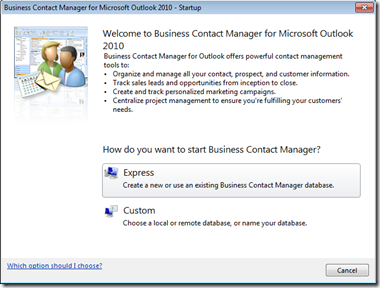 Business Contact Manager for Microsoft Outlook 2010 - Startup
Welcome to Business Contact Manager for Microsoft Outlook
2010
Business Contact Manager for Outlook offers powerful contact management
tools to:
• Organize and manage all your contact, prospect, and customer information.
• Track sales leads and opportunities from inception to close.
• Create and track personalized marketing campaigns.
• Centralize project management to ensure you're fulfilling your customers'
needs.
How do you want to start Business Contact Manager?
Express
Create a new or use an existing Business Contact Manager database.
Custom
Choose a local or remote database, or name your database.
Which option should I choose?
Cancel